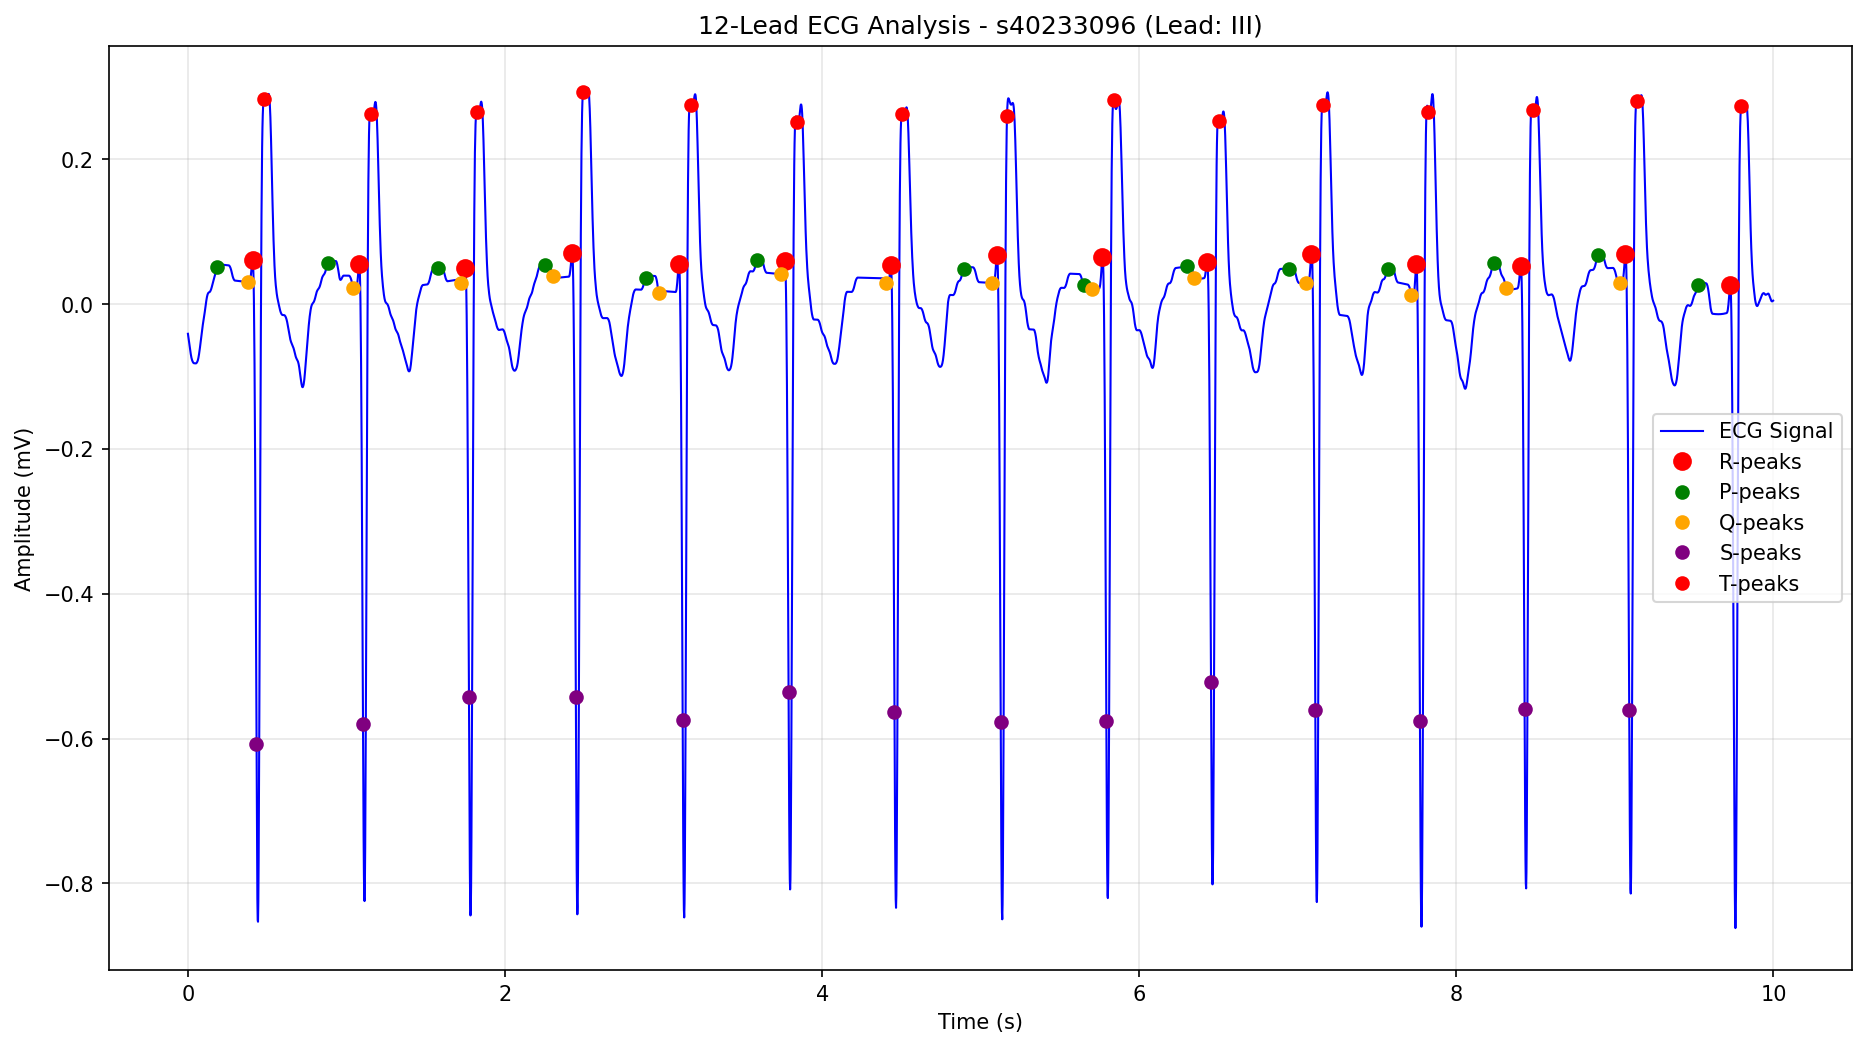 12-Lead ECG Analysis - s40233096 (Lead: III)
Amplitude (mV)
0.2
0.0
−0.2
−0.4
−0.6
−0.8
ECG Signal
R-peaks
P-peaks
Q-peaks
S-peaks
T-peaks
0 2 4 6 8 10
Time (s)